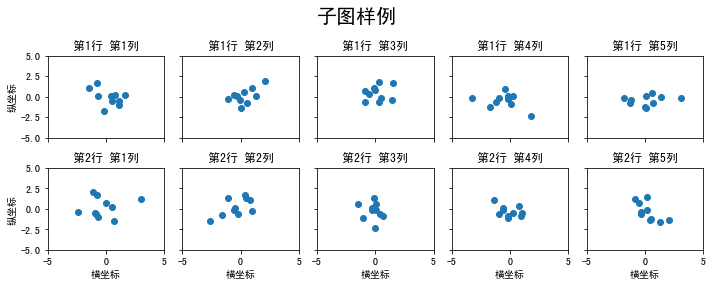 子图样例
第1行 第1列
第1行 第2列
第1行 第3列
第1行 第4列
第1行 第5列
5.0
2.5
0.0
−2.5
−5.0
纵坐标
第2行 第1列
第2行 第2列
第2行 第3列
第2行 第4列
第2行 第5列
5.0
2.5
0.0
−2.5
−5.0
纵坐标
−5 0 5
−5 0 5
−5 0 5
−5 0 5
−5 0 5
横坐标
横坐标
横坐标
横坐标
横坐标